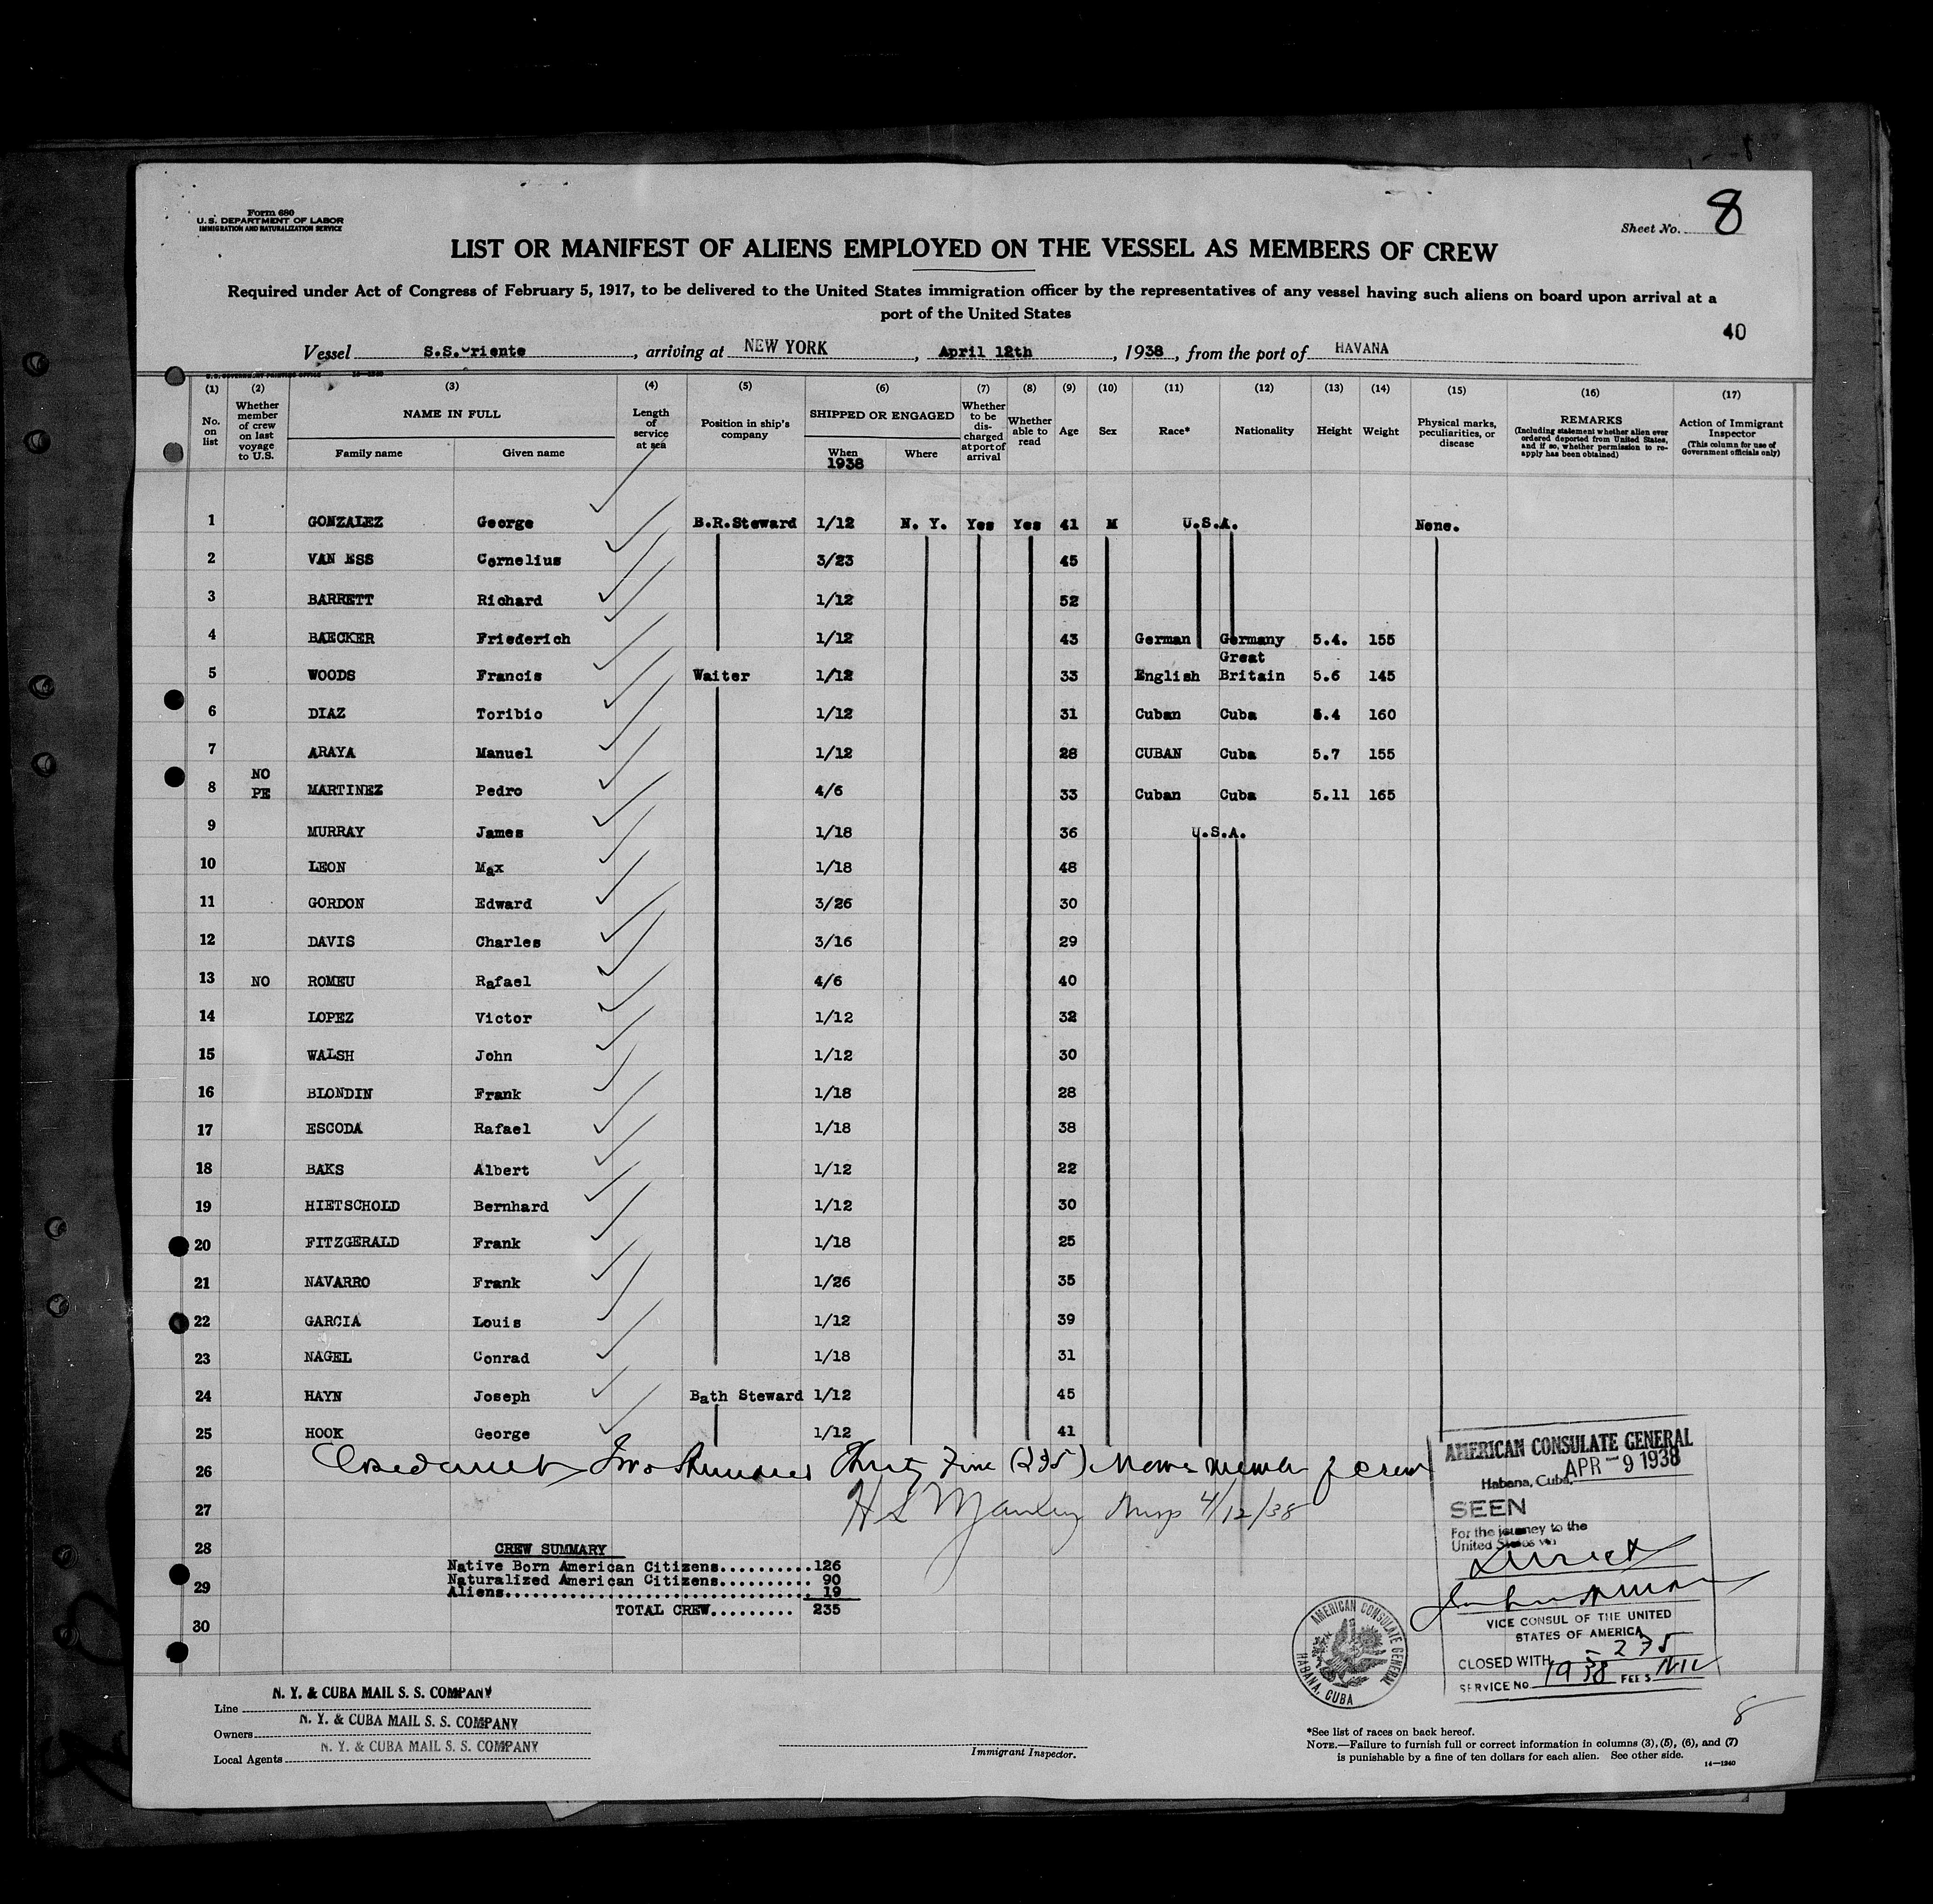 Form 680
U. S. DEPARTMENT OF LABOR
IMMIGRATION AND NATURALIZATION SERVICE
Sheet No. 8
LIST OR MANIFEST OF ALIENS EMPLOYED ON THE VESSEL AS MEMBERS OF CREW
Required under Act of Congress of February 5, 1917, to be delivered to the United States immigration officer by the representatives of any vessel having such aliens on board upon arrival at a
port of the United States
40
Vessel S.S. Oriente, arriving at NEW YORK, April 12th, 1938, from the port of HAVANA
(1) (2) (3) (4) (5) (6) (7) (8) (9) (10) (11) (12) (13) (14) (15) (16) (17)
No. on list
Whether member of crew on last voyage to U.S.
NAME IN FULL
Family name Given name
Length of service at sea
Position in ship's company
SHIPPED OR ENGAGED
When 1938 Where
Whether to be discharged at port of arrival
Whether able to read
Age
Sex
Race*
Nationality
Height
Weight
Physical marks, peculiarities, or disease
REMARKS
(Including statement whether alien ever ordered deported from United States, and if so, whether permission to reapply has been obtained)
Action of Immigrant Inspector
(This column for use of Government officials only)
1 GONZALEZ George B.R.Steward 1/12 N. Y. Yes Yes 41 M U.S.A. None.
2 VAN ESS Cornelius 3/23 45
3 BARRETT Richard 1/12 52
4 BAECKER Friederich 1/12 43 German Germany 5.4. 155
5 WOODS Francis Waiter 1/12 33 English Great Britain 5.6 145
6 DIAZ Toribio 1/12 31 Cuban Cuba 5.4 160
7 ARAYA Manuel 1/12 28 CUBAN Cuba 5.7 155
8 NO PE MARTINEZ Pedro 4/6 33 Cuban Cuba 5.11 165
9 MURRAY James 1/18 36 U.S.A.
10 LEON Max 1/18 48
11 GORDON Edward 3/26 30
12 DAVIS Charles 3/16 29
13 NO ROMEU Rafael 4/6 40
14 LOPEZ Victor 1/12 32
15 WALSH John 1/12 30
16 BLONDIN Frank 1/18 28
17 ESCODA Rafael 1/18 38
18 BAKS Albert 1/12 22
19 HIETSCHOLD Bernhard 1/12 30
20 FITZGERALD Frank 1/18 25
21 NAVARRO Frank 1/26 35
22 GARCIA Louis 1/12 39
23 NAGEL Conrad 1/18 31
24 HAYN Joseph Bath Steward 1/12 45
25 HOOK George 1/12 41
26 Two Hundred Thirty Five (235) member of crew
27 4/12/38
28 CREW SUMMARY
Native Born American Citizens..........126
Naturalized American Citizens.......... 90
29 Aliens................................. 19
TOTAL CREW......... 235
30
AMERICAN CONSULATE GENERAL
Habana, Cuba, APR - 9 1938
SEEN
For the journey to the
United States via
Direct
VICE CONSUL OF THE UNITED
STATES OF AMERICA
CLOSED WITH 235
SERVICE No. 1938 FEE $ NIL
AMERICAN CONSULATE GENERAL
HABANA, CUBA
Line N. Y. & CUBA MAIL S. S. COMPANY
Owners N. Y. & CUBA MAIL S. S. COMPANY
Local Agents N. Y. & CUBA MAIL S. S. COMPANY
Immigrant Inspector.
8
*See list of races on back hereof.
NOTE.—Failure to furnish full or correct information in columns (3), (5), (6), and (7)
is punishable by a fine of ten dollars for each alien. See other side.
14—1240